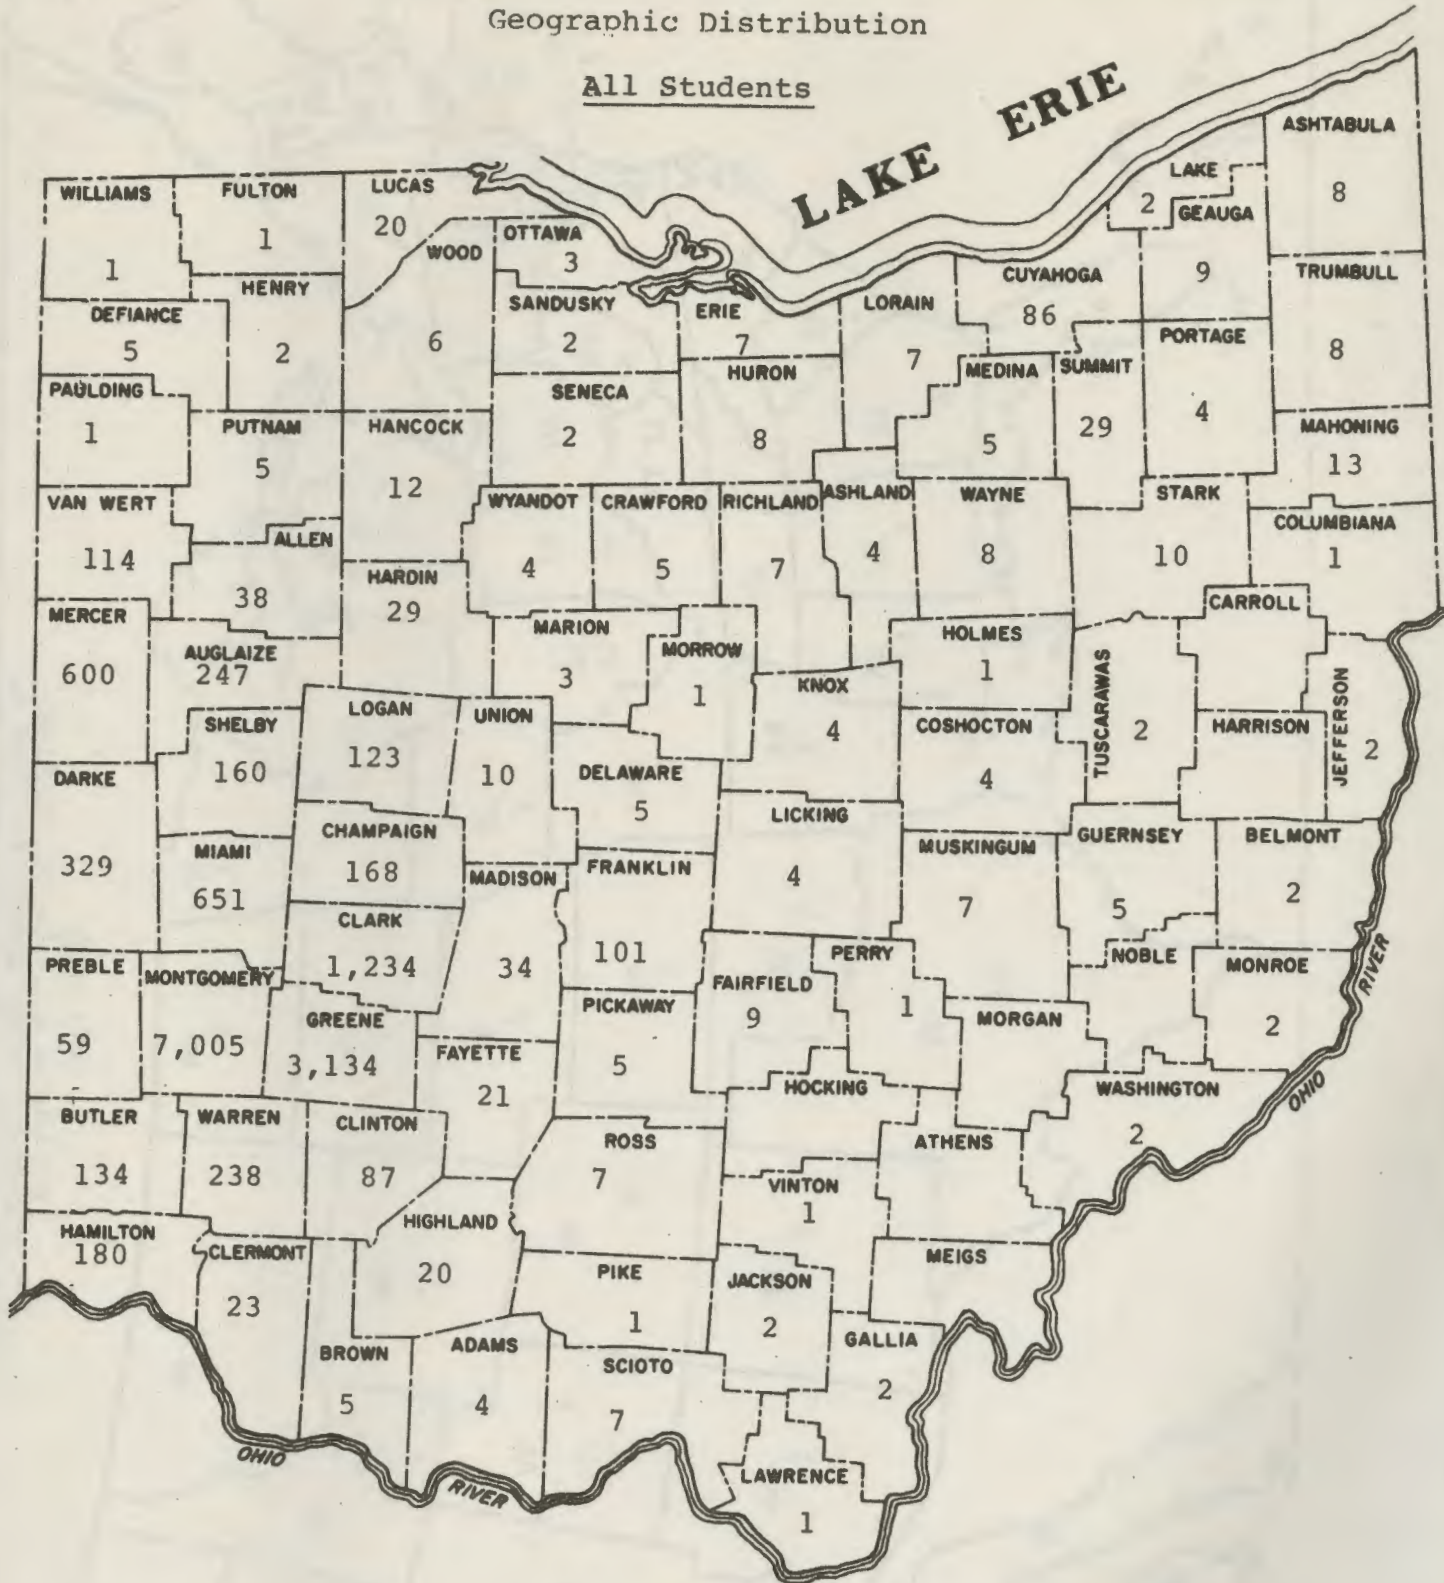 Geographic Distribution
All Students
LAKE ERIE
WILLIAMS
1
FULTON
1
LUCAS
20
WOOD
6
OTTAWA
3
SANDUSKY
2
ERIE
7
LORAIN
7
CUYAHOGA
86
LAKE
2
GEAUGA
9
ASHTABULA
8
TRUMBULL
8
DEFIANCE
5
HENRY
2
PAULDING
1
PUTNAM
5
HANCOCK
12
SENECA
2
HURON
8
MEDINA
5
SUMMIT
29
PORTAGE
4
MAHONING
13
VAN WERT
114
ALLEN
38
HARDIN
29
WYANDOT
4
CRAWFORD
5
RICHLAND
7
ASHLAND
4
WAYNE
8
STARK
10
COLUMBIANA
1
MERCER
600
AUGLAIZE
247
MARION
3
MORROW
1
HOLMES
1
TUSCARAWAS
2
CARROLL
JEFFERSON
2
SHELBY
160
LOGAN
123
UNION
10
KNOX
4
COSHOCTON
4
HARRISON
DARKE
329
DELAWARE
5
MIAMI
651
CHAMPAIGN
168
MADISON
34
FRANKLIN
101
LICKING
4
MUSKINGUM
7
GUERNSEY
5
BELMONT
2
CLARK
1,234
PREBLE
59
MONTGOMERY
7,005
GREENE
3,134
FAYETTE
21
PICKAWAY
5
FAIRFIELD
9
PERRY
1
MORGAN
NOBLE
MONROE
2
HOCKING
WASHINGTON
2
BUTLER
134
WARREN
238
CLINTON
87
ROSS
7
ATHENS
VINTON
1
HAMILTON
180
CLERMONT
23
HIGHLAND
20
PIKE
1
JACKSON
2
MEIGS
BROWN
5
ADAMS
4
SCIOTO
7
GALLIA
2
LAWRENCE
1
OHIO
RIVER
OHIO
RIVER